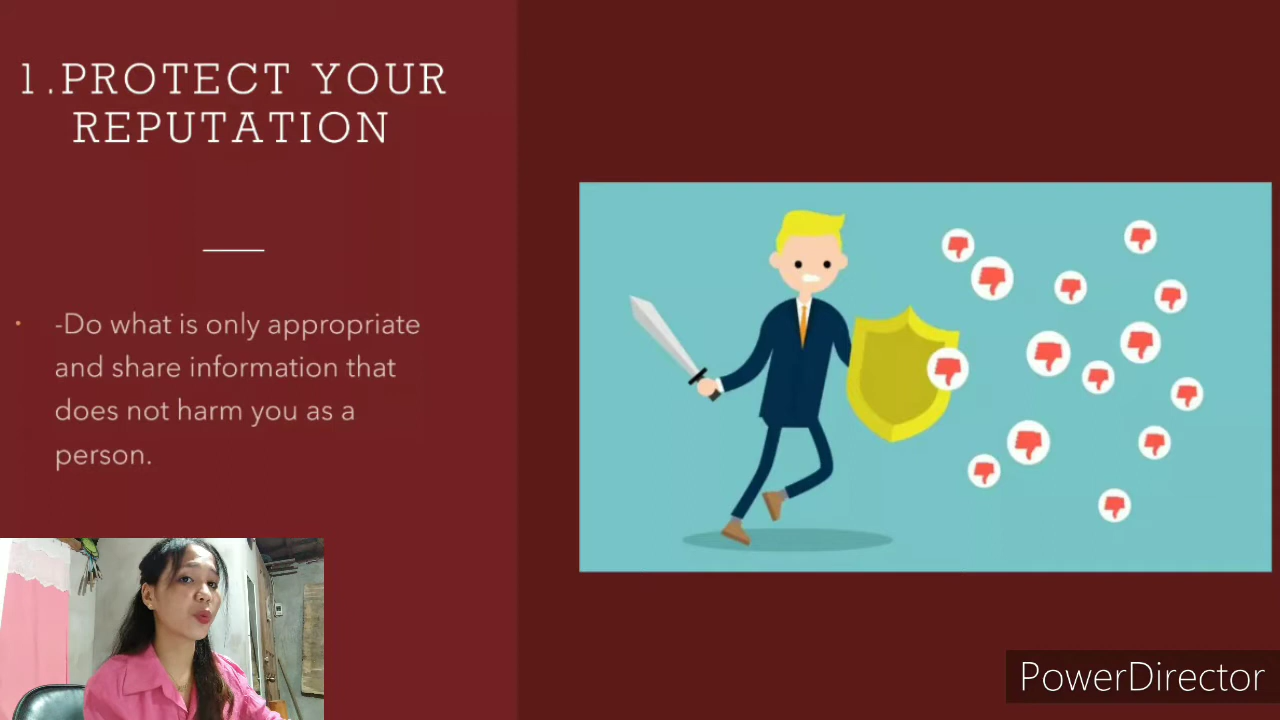 1.PROTECT YOUR
REPUTATION
-Do what is only appropriate
and share information that
does not harm you as a
person.
PowerDirector